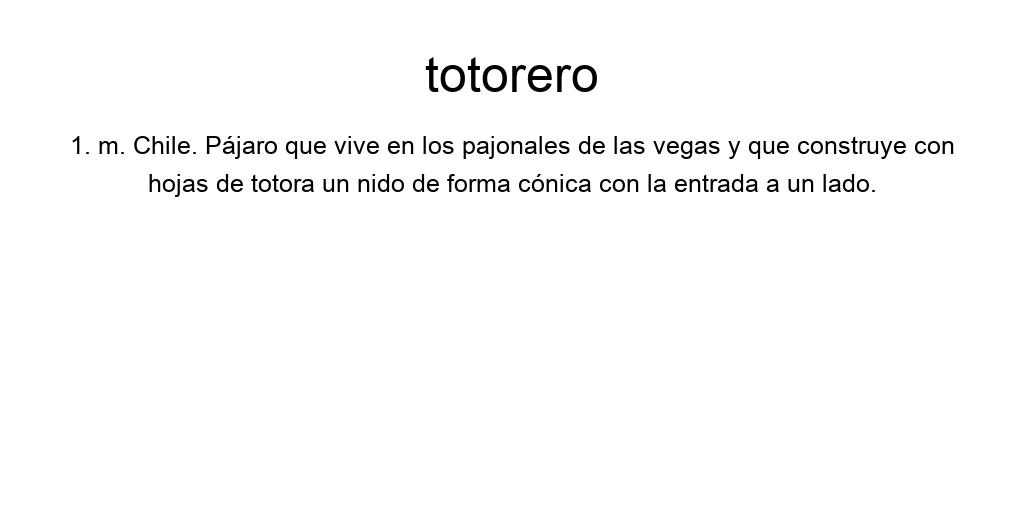 totorero
1. m. Chile. Pájaro que vive en los pajonales de las vegas y que construye con
hojas de totora un nido de forma cónica con la entrada a un lado.